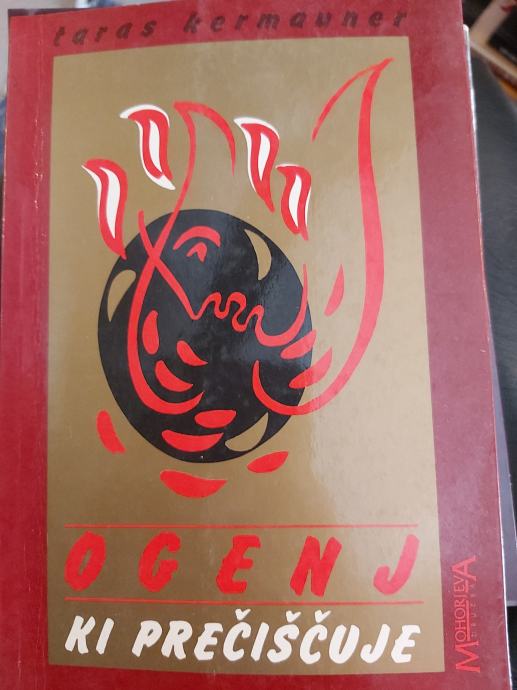 taras kermauner
OGENJ
KI PREČIŠČUJE
MOHORJEVA